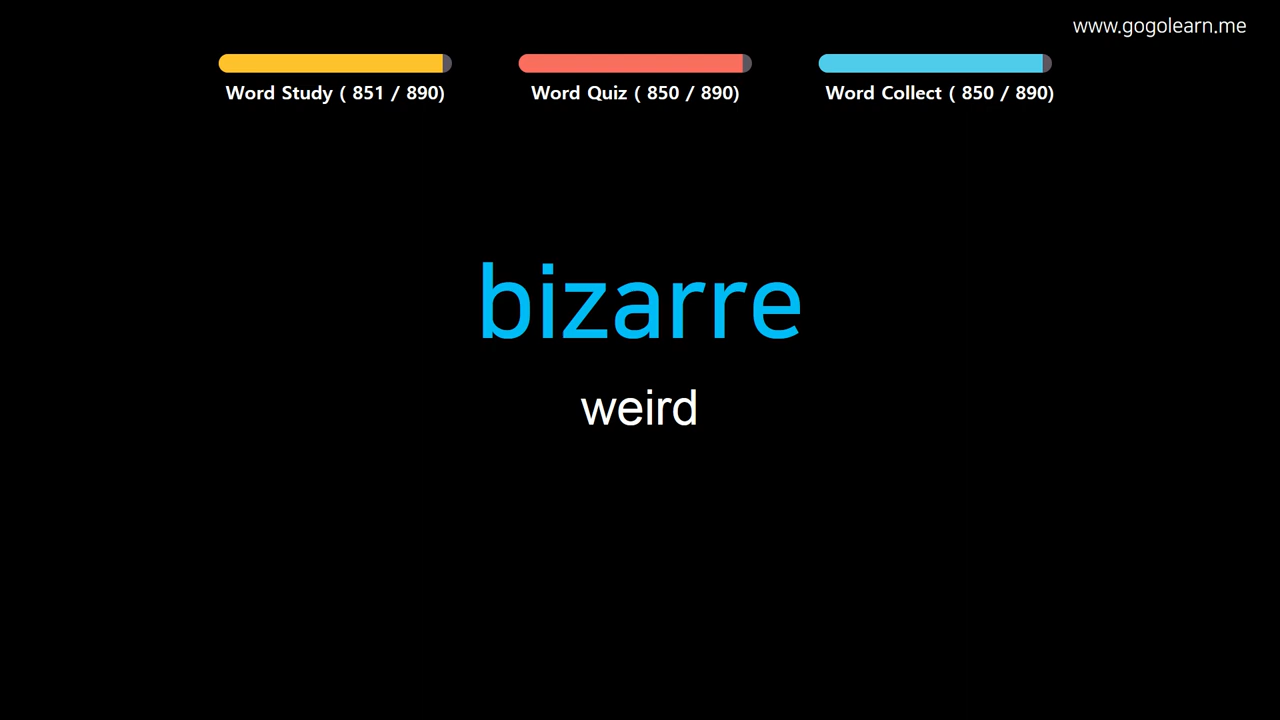 www.gogolearn.me
Word Study ( 851 / 890)
Word Quiz ( 850 / 890)
Word Collect ( 850 / 890)
bizarre
weird